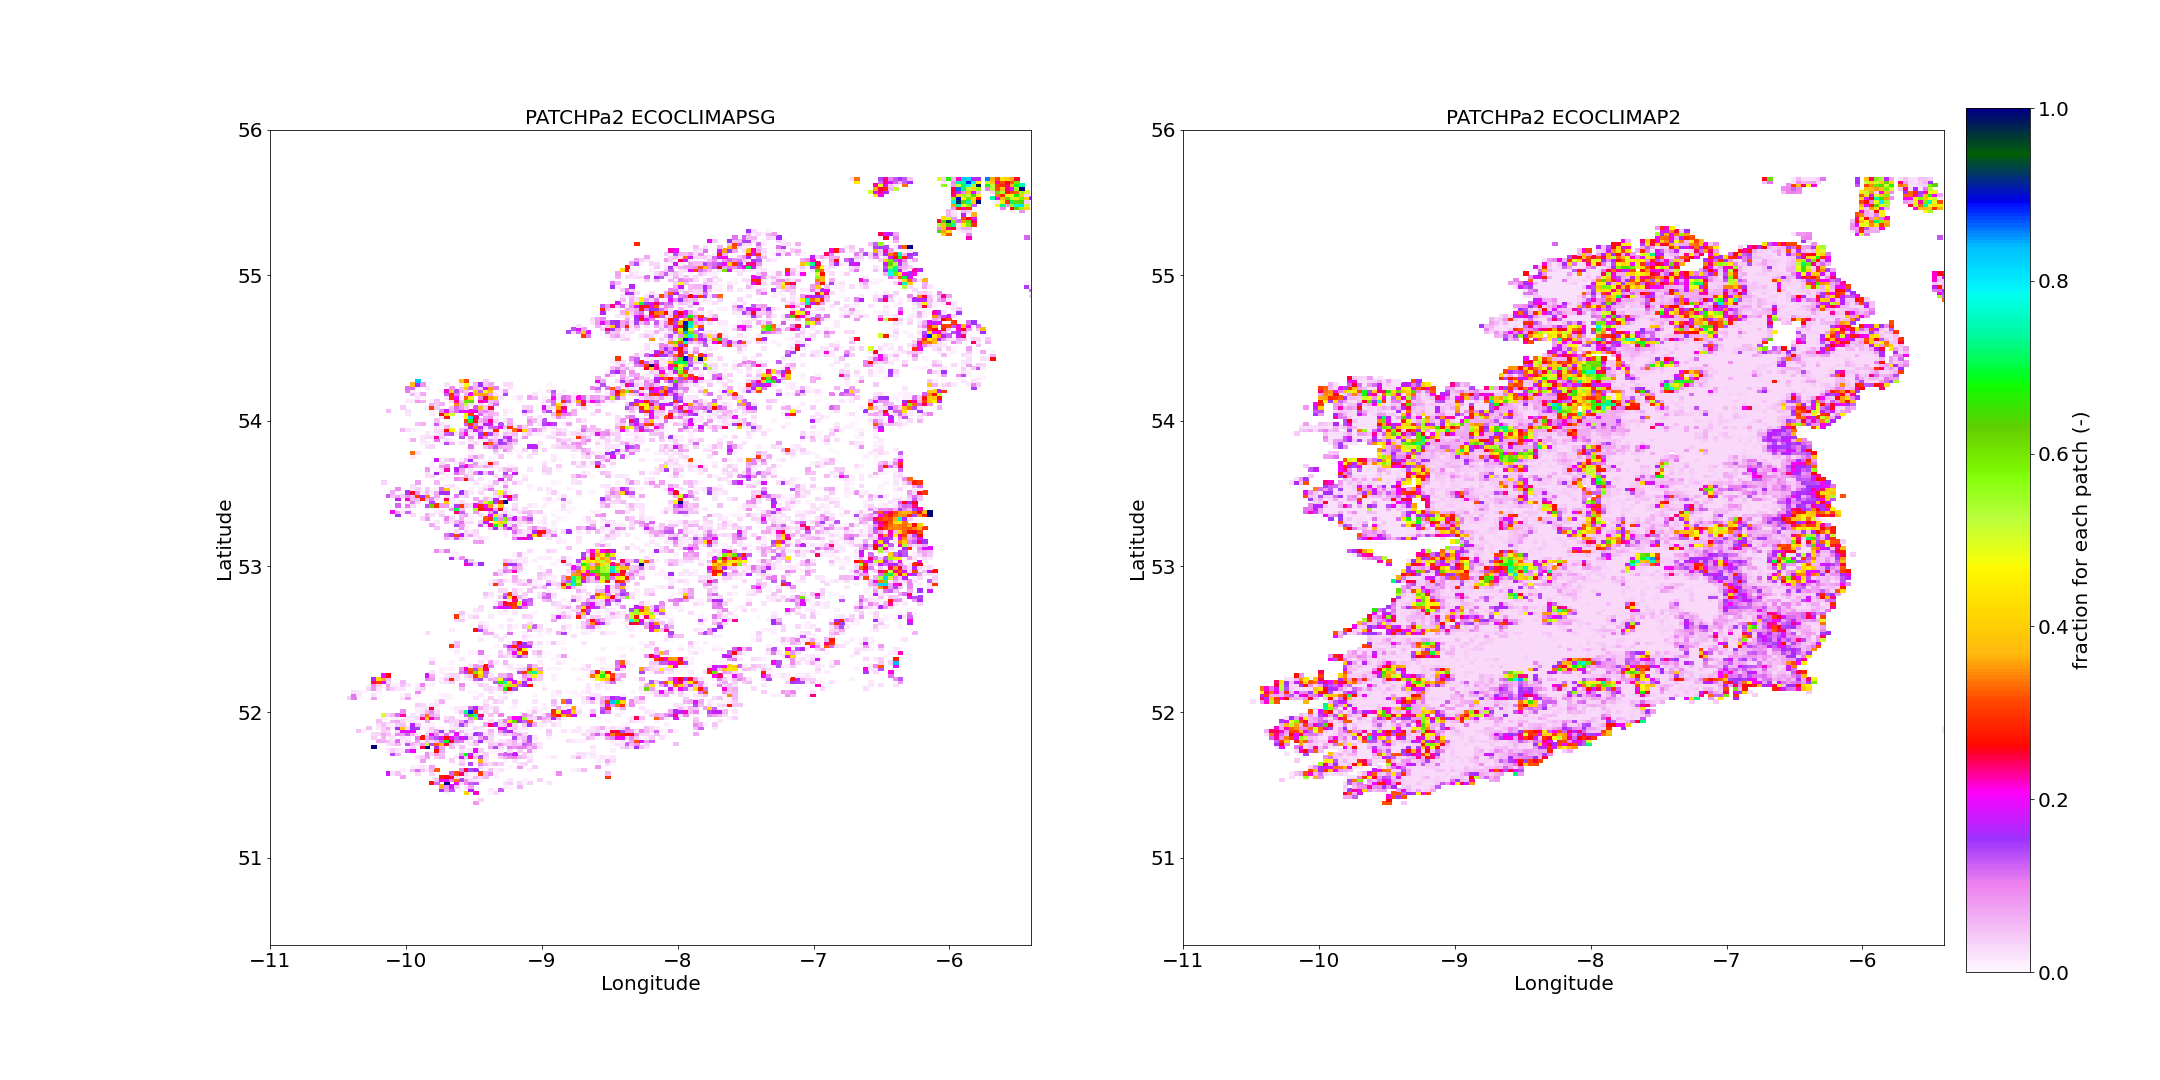 PATCHPa2 ECOCLIMAPSG
56
55
54
53
52
51
Latitude
−11 −10 −9 −8 −7 −6
Longitude
PATCHPa2 ECOCLIMAP2
56
55
54
53
52
51
Latitude
−11 −10 −9 −8 −7 −6
Longitude
1.0
0.8
0.6
0.4
0.2
0.0
fraction for each patch (-)